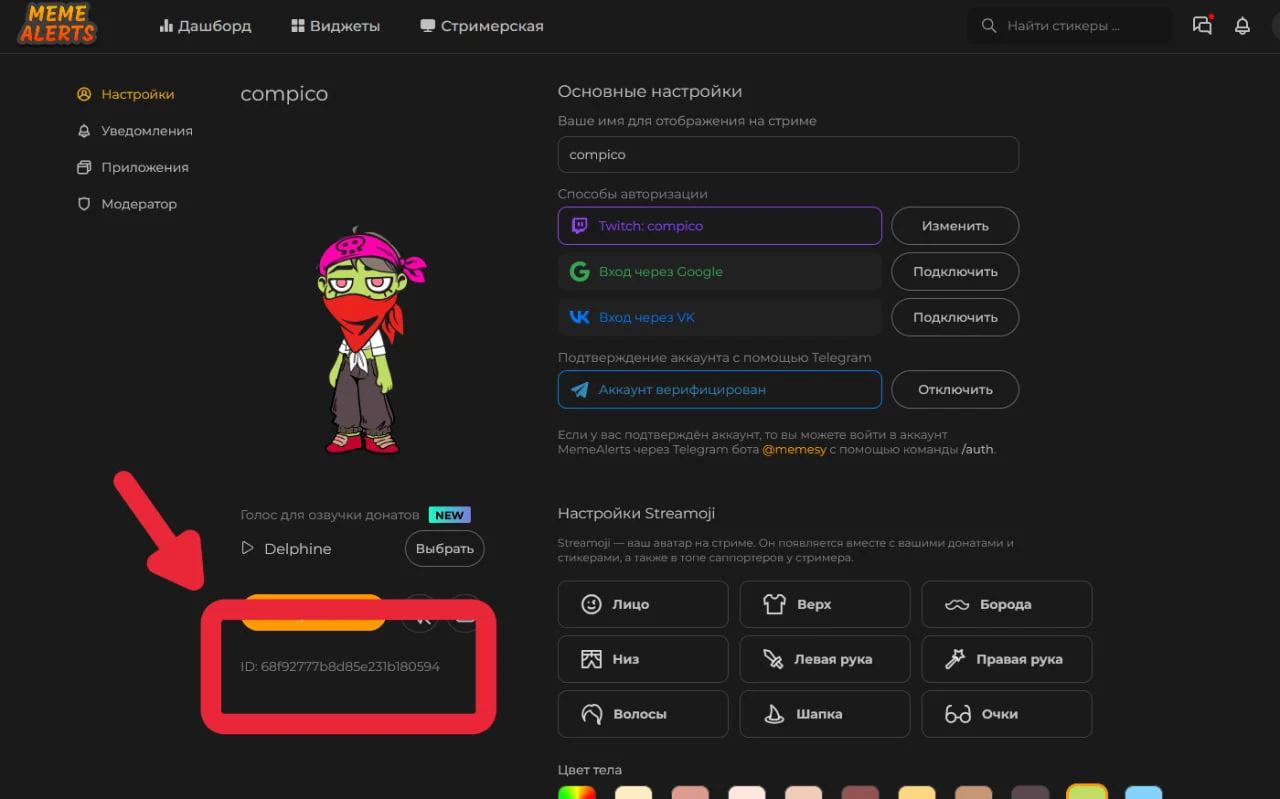 MEME
ALERTS
Дашборд
Виджеты
Стримерская
Найти стикеры ...
Настройки
Уведомления
Приложения
Модератор
compico
Голос для озвучки донатов NEW
Delphine
Выбрать
ID: 68f92777b8d85e231b180594
Основные настройки
Ваше имя для отображения на стриме
compico
Способы авторизации
Twitch: compico
Изменить
Вход через Google
Подключить
Вход через VK
Подключить
Подтверждение аккаунта с помощью Telegram
Аккаунт верифицирован
Отключить
Если у вас подтверждён аккаунт, то вы можете войти в аккаунт
MemeAlerts через Telegram бота @memesy с помощью команды /auth.
Настройки Streamoji
Streamoji — ваш аватар на стриме. Он появляется вместе с вашими донатами и
стикерами, а также в топе саппортеров у стримера.
Лицо
Верх
Борода
Низ
Левая рука
Правая рука
Волосы
Шапка
Очки
Цвет тела